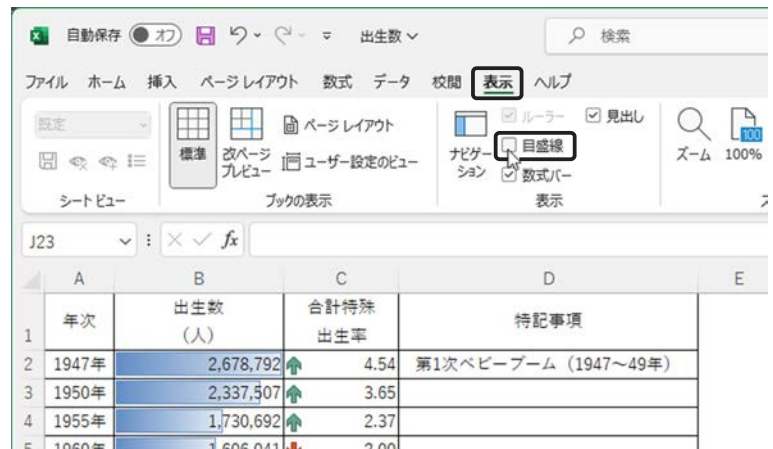 自動保存 オフ 出生数 検索
ファイル ホーム 挿入 ページ レイアウト 数式 データ 校閲 表示 ヘルプ
既定
標準
改ページ
プレビュー
ページ レイアウト
ユーザー設定のビュー
ナビゲー
ション
ルーラー 見出し
目盛線
数式バー
ズーム 100%
シート ビュー ブックの表示 表示
J23 fx
A B C D E
1 年次 出生数
(人) 合計特殊
出生率 特記事項
2 1947年 2,678,792 4.54 第1次ベビーブーム（1947～49年）
3 1950年 2,337,507 3.65
4 1955年 1,730,692 2.37